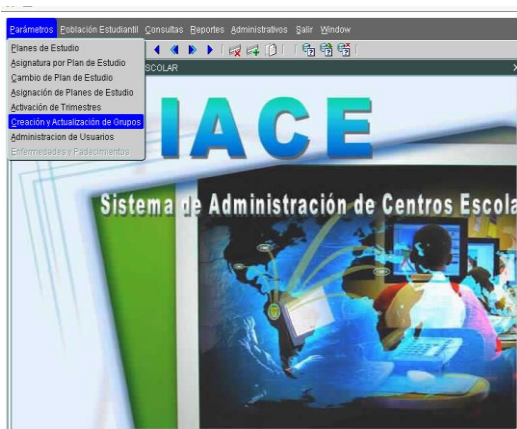 Parámetros Población Estudiantil Consultas Reportes Administrativos Salir Window
Planes de Estudio
Asignatura por Plan de Estudio
Cambio de Plan de Estudio
Asignación de Planes de Estudio
Activación de Trimestres
Creación y Actualización de Grupos
Administracion de Usuarios
Enfermedades y Padecimientos
SCOLAR
IACE
Sistema de Administración de Centros Escola